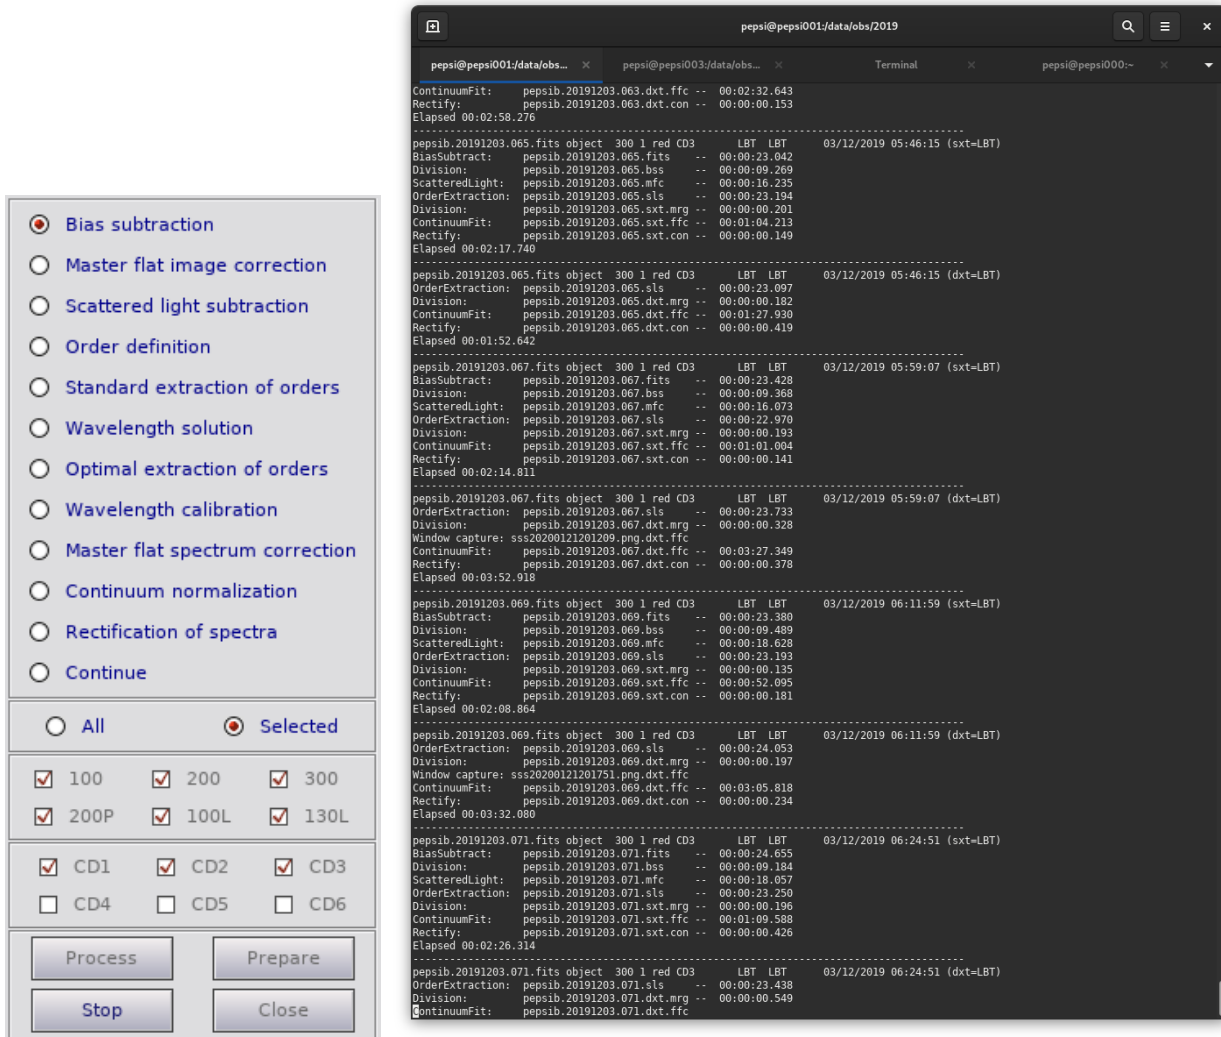 Bias subtraction
Master flat image correction
Scattered light subtraction
Order definition
Standard extraction of orders
Wavelength solution
Optimal extraction of orders
Wavelength calibration
Master flat spectrum correction
Continuum normalization
Rectification of spectra
Continue
All Selected
100 200 300
200P 100L 130L
CD1 CD2 CD3
CD4 CD5 CD6
Process Prepare
Stop Close
pepsi@pepsi001:/data/obs/2019
pepsi@pepsi001:/data/obs... pepsi@pepsi003:/data/obs... Terminal pepsi@pepsi000:~
ContinuumFit: pepsib.20191203.063.dxt.ffc -- 00:02:32.643
Rectify: pepsib.20191203.063.dxt.con -- 00:00:00.153
Elapsed 00:02:58.276
--------------------------------------------------------------------------------
pepsib.20191203.065.fits object 300 1 red CD3 LBT LBT 03/12/2019 05:46:15 (sxt=LBT)
BiasSubtract: pepsib.20191203.065.fits -- 00:00:23.042
Division: pepsib.20191203.065.bss -- 00:00:09.269
ScatteredLight: pepsib.20191203.065.mfc -- 00:00:16.235
OrderExtraction: pepsib.20191203.065.sls -- 00:00:23.194
Division: pepsib.20191203.065.sxt.mrg -- 00:00:00.201
ContinuumFit: pepsib.20191203.065.sxt.ffc -- 00:01:04.213
Rectify: pepsib.20191203.065.sxt.con -- 00:00:00.149
Elapsed 00:02:17.740
--------------------------------------------------------------------------------
pepsib.20191203.065.fits object 300 1 red CD3 LBT LBT 03/12/2019 05:46:15 (dxt=LBT)
OrderExtraction: pepsib.20191203.065.sls -- 00:00:23.097
Division: pepsib.20191203.065.dxt.mrg -- 00:00:00.182
ContinuumFit: pepsib.20191203.065.dxt.ffc -- 00:01:27.930
Rectify: pepsib.20191203.065.dxt.con -- 00:00:00.419
Elapsed 00:01:52.642
--------------------------------------------------------------------------------
pepsib.20191203.067.fits object 300 1 red CD3 LBT LBT 03/12/2019 05:59:07 (sxt=LBT)
BiasSubtract: pepsib.20191203.067.fits -- 00:00:23.428
Division: pepsib.20191203.067.bss -- 00:00:09.368
ScatteredLight: pepsib.20191203.067.mfc -- 00:00:16.073
OrderExtraction: pepsib.20191203.067.sls -- 00:00:22.970
Division: pepsib.20191203.067.sxt.mrg -- 00:00:00.193
ContinuumFit: pepsib.20191203.067.sxt.ffc -- 00:01:01.004
Rectify: pepsib.20191203.067.sxt.con -- 00:00:00.141
Elapsed 00:02:14.811
--------------------------------------------------------------------------------
pepsib.20191203.067.fits object 300 1 red CD3 LBT LBT 03/12/2019 05:59:07 (dxt=LBT)
OrderExtraction: pepsib.20191203.067.sls -- 00:00:23.733
Division: pepsib.20191203.067.dxt.mrg -- 00:00:00.328
Window capture: sss20200121201209.png.dxt.ffc
ContinuumFit: pepsib.20191203.067.dxt.ffc -- 00:03:27.349
Rectify: pepsib.20191203.067.dxt.con -- 00:00:00.378
Elapsed 00:03:52.918
--------------------------------------------------------------------------------
pepsib.20191203.069.fits object 300 1 red CD3 LBT LBT 03/12/2019 06:11:59 (sxt=LBT)
BiasSubtract: pepsib.20191203.069.fits -- 00:00:23.380
Division: pepsib.20191203.069.bss -- 00:00:09.489
ScatteredLight: pepsib.20191203.069.mfc -- 00:00:18.628
OrderExtraction: pepsib.20191203.069.sls -- 00:00:23.193
Division: pepsib.20191203.069.sxt.mrg -- 00:00:00.135
ContinuumFit: pepsib.20191203.069.sxt.ffc -- 00:00:52.095
Rectify: pepsib.20191203.069.sxt.con -- 00:00:00.181
Elapsed 00:02:08.864
--------------------------------------------------------------------------------
pepsib.20191203.069.fits object 300 1 red CD3 LBT LBT 03/12/2019 06:11:59 (dxt=LBT)
OrderExtraction: pepsib.20191203.069.sls -- 00:00:24.053
Division: pepsib.20191203.069.dxt.mrg -- 00:00:00.197
Window capture: sss20200121201751.png.dxt.ffc
ContinuumFit: pepsib.20191203.069.dxt.ffc -- 00:03:05.818
Rectify: pepsib.20191203.069.dxt.con -- 00:00:00.234
Elapsed 00:03:32.080
--------------------------------------------------------------------------------
pepsib.20191203.071.fits object 300 1 red CD3 LBT LBT 03/12/2019 06:24:51 (sxt=LBT)
BiasSubtract: pepsib.20191203.071.fits -- 00:00:24.655
Division: pepsib.20191203.071.bss -- 00:00:09.184
ScatteredLight: pepsib.20191203.071.mfc -- 00:00:18.057
OrderExtraction: pepsib.20191203.071.sls -- 00:00:23.250
Division: pepsib.20191203.071.sxt.mrg -- 00:00:00.196
ContinuumFit: pepsib.20191203.071.sxt.ffc -- 00:01:09.588
Rectify: pepsib.20191203.071.sxt.con -- 00:00:00.426
Elapsed 00:02:26.314
--------------------------------------------------------------------------------
pepsib.20191203.071.fits object 300 1 red CD3 LBT LBT 03/12/2019 06:24:51 (dxt=LBT)
OrderExtraction: pepsib.20191203.071.sls -- 00:00:23.438
Division: pepsib.20191203.071.dxt.mrg -- 00:00:00.549
ContinuumFit: pepsib.20191203.071.dxt.ffc